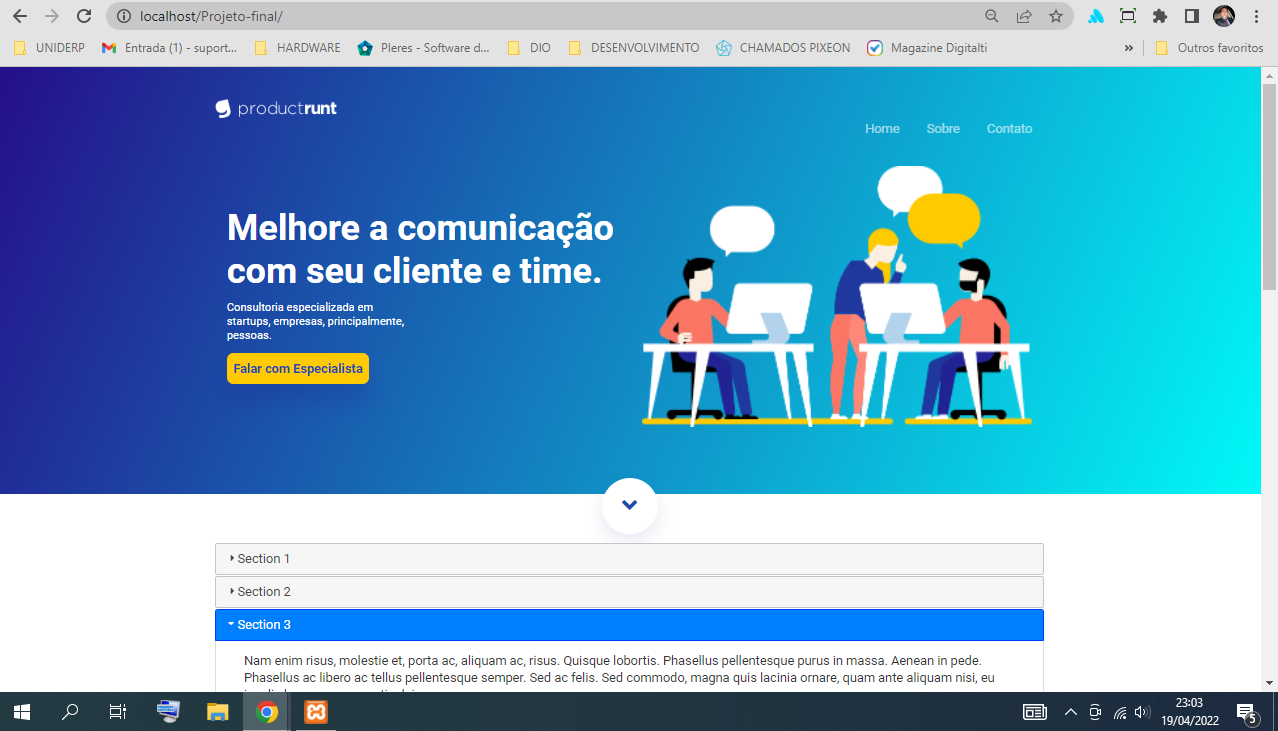 localhost/Projeto-final/
UNIDERP
Entrada (1) - suport...
HARDWARE
Pleres - Software d...
DIO
DESENVOLVIMENTO
CHAMADOS PIXEON
Magazine Digitalti
»
Outros favoritos
productrunt
Home Sobre Contato
Melhore a comunicação
com seu cliente e time.
Consultoria especializada em
startups, empresas, principalmente,
pessoas.
Falar com Especialista
Section 1
Section 2
Section 3
Nam enim risus, molestie et, porta ac, aliquam ac, risus. Quisque lobortis. Phasellus pellentesque purus in massa. Aenean in pede.
Phasellus ac libero ac tellus pellentesque semper. Sed ac felis. Sed commodo, magna quis lacinia ornare, quam ante aliquam nisi, eu
23:03
19/04/2022
5